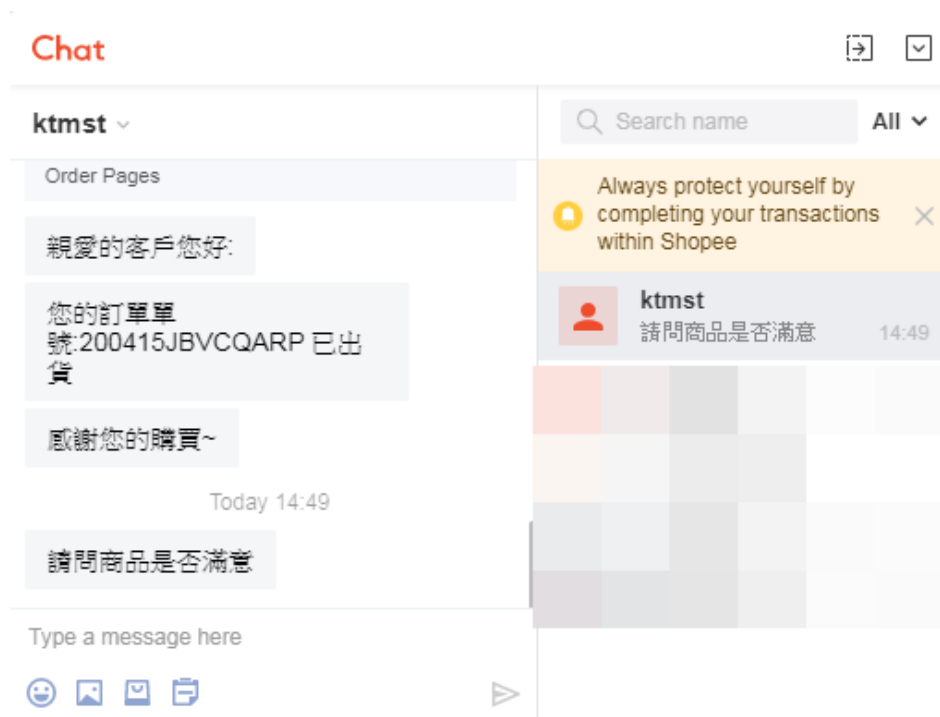 Chat
ktmst
Search name
All
Order Pages
Always protect yourself by
completing your transactions
within Shopee
親愛的客戶您好:
您的訂單單
號:200415JBVCQARP 已出
貨
感謝您的購買~
Today 14:49
請問商品是否滿意
ktmst
請問商品是否滿意
14:49
Type a message here